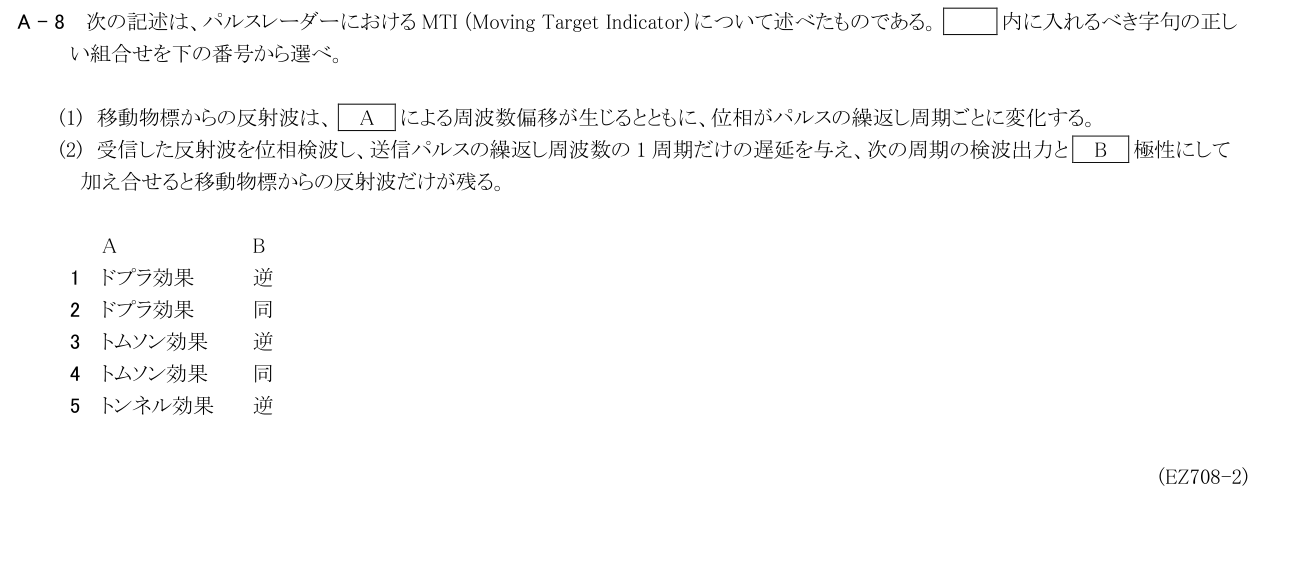 A－8 次の記述は、パルスレーダーにおける MTI (Moving Target Indicator)について述べたものである。 内に入れるべき字句の正し
い組合せを下の番号から選べ。
(1) 移動物標からの反射波は、 A による周波数偏移が生じるとともに、位相がパルスの繰返し周期ごとに変化する。
(2) 受信した反射波を位相検波し、送信パルスの繰返し周波数の 1 周期だけの遅延を与え、次の周期の検波出力と B 極性にして
加え合せると移動物標からの反射波だけが残る。
A B
1 ドプラ効果 逆
2 ドプラ効果 同
3 トムソン効果 逆
4 トムソン効果 同
5 トンネル効果 逆
(EZ708-2)